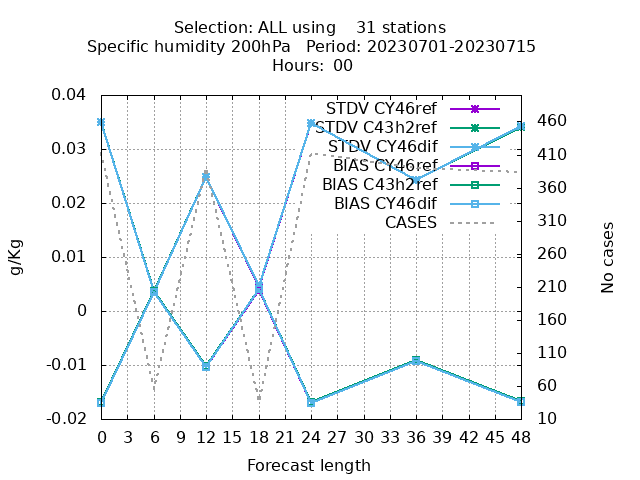 Selection: ALL using    31 stations
Specific humidity 200hPa   Period: 20230701-20230715
Hours:  00
0.04
0.03
0.02
0.01
0
-0.01
-0.02
460
410
360
310
260
210
160
110
60
10
STDV CY46ref
STDV C43h2ref
STDV CY46dif
BIAS CY46ref
BIAS C43h2ref
BIAS CY46dif
CASES
g/Kg
No cases
0 3 6 9 12 15 18 21 24 27 30 33 36 39 42 45 48
Forecast length